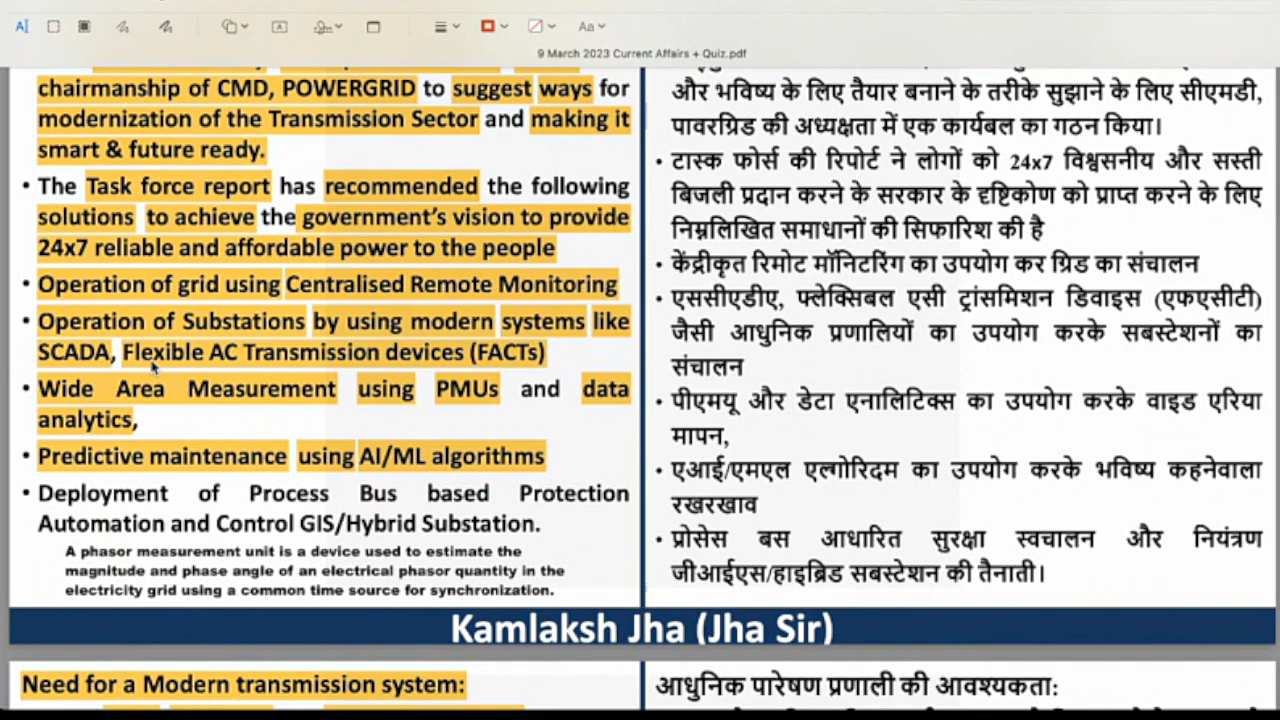 Aa
9 March 2023 Current Affairs + Quiz.pdf
chairmanship of CMD, POWERGRID to suggest ways for
modernization of the Transmission Sector and making it
smart & future ready.
• The Task force report has recommended the following
solutions to achieve the government's vision to provide
24x7 reliable and affordable power to the people
• Operation of grid using Centralised Remote Monitoring
• Operation of Substations by using modern systems like
SCADA, Flexible AC Transmission devices (FACTs)
• Wide Area Measurement using PMUs and data
analytics,
• Predictive maintenance using AI/ML algorithms
• Deployment of Process Bus based Protection
Automation and Control GIS/Hybrid Substation.
A phasor measurement unit is a device used to estimate the
magnitude and phase angle of an electrical phasor quantity in the
electricity grid using a common time source for synchronization.
और भविष्य के लिए तैयार बनाने के तरीके सुझाने के लिए सीएमडी,
पावरग्रिड की अध्यक्षता में एक कार्यबल का गठन किया।
• टास्क फोर्स की रिपोर्ट ने लोगों को 24x7 विश्वसनीय और सस्ती
बिजली प्रदान करने के सरकार के दृष्टिकोण को प्राप्त करने के लिए
निम्नलिखित समाधानों की सिफारिश की है
• केंद्रीकृत रिमोट मॉनिटरिंग का उपयोग कर ग्रिड का संचालन
• एससीएडीए, फ्लेक्सिबल एसी ट्रांसमिशन डिवाइस (एफएसीटी)
जैसी आधुनिक प्रणालियों का उपयोग करके सबस्टेशनों का
संचालन
• पीएमयू और डेटा एनालिटिक्स का उपयोग करके वाइड एरिया
मापन,
• एआई/एमएल एल्गोरिदम का उपयोग करके भविष्य कहनेवाला
रखरखाव
• प्रोसेस बस आधारित सुरक्षा स्वचालन और नियंत्रण
जीआईएस/हाइब्रिड सबस्टेशन की तैनाती।
Kamlaksh Jha (Jha Sir)
Need for a Modern transmission system:
आधुनिक पारेषण प्रणाली की आवश्यकता: